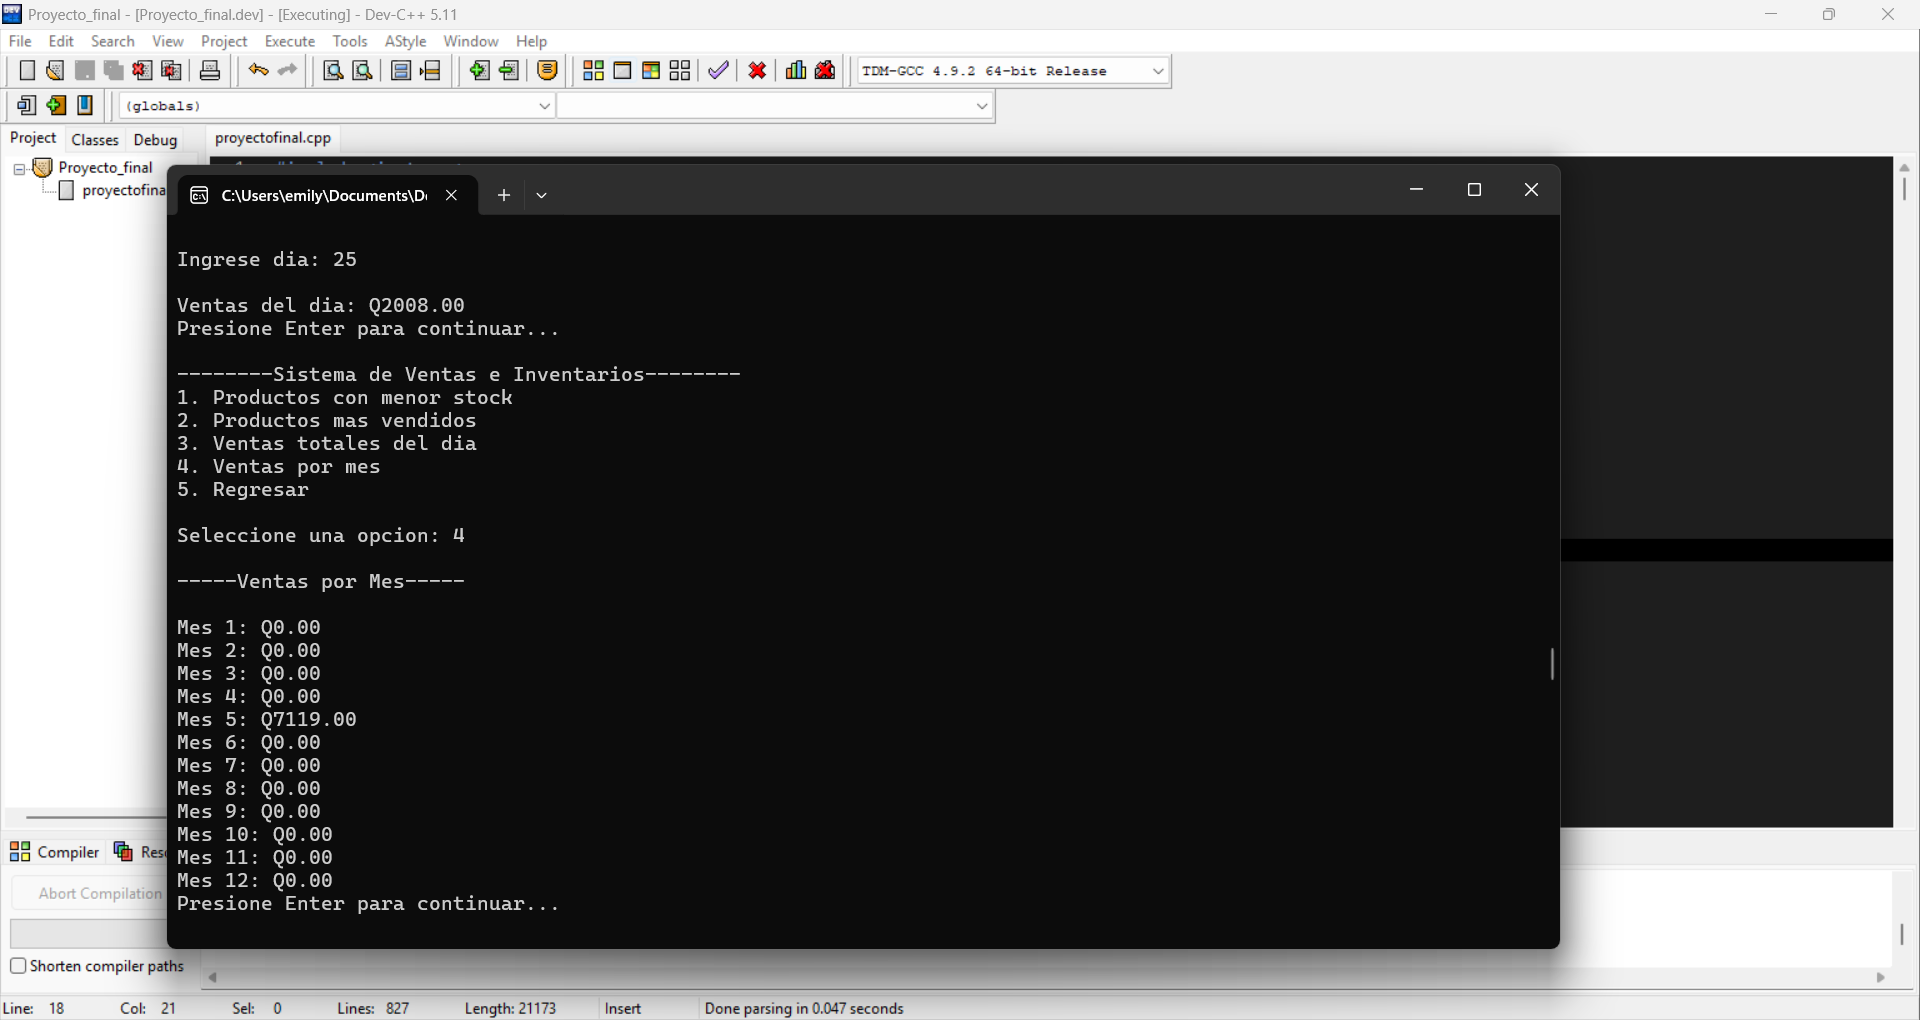 Proyecto_final - [Proyecto_final.dev] - [Executing] - Dev-C++ 5.11
File Edit Search View Project Execute Tools AStyle Window Help
TDM-GCC 4.9.2 64-bit Release
(globals)
Project Classes Debug
proyectofinal.cpp
Proyecto_final
proyectofina
C:\Users\emily\Documents\D
Ingrese dia: 25
Ventas del dia: Q2008.00
Presione Enter para continuar...
--------Sistema de Ventas e Inventarios--------
1. Productos con menor stock
2. Productos mas vendidos
3. Ventas totales del dia
4. Ventas por mes
5. Regresar
Seleccione una opcion: 4
-----Ventas por Mes-----
Mes 1: Q0.00
Mes 2: Q0.00
Mes 3: Q0.00
Mes 4: Q0.00
Mes 5: Q7119.00
Mes 6: Q0.00
Mes 7: Q0.00
Mes 8: Q0.00
Mes 9: Q0.00
Mes 10: Q0.00
Mes 11: Q0.00
Mes 12: Q0.00
Presione Enter para continuar...
Compiler Res
Abort Compilation
Shorten compiler paths
Line: 18 Col: 21 Sel: 0 Lines: 827 Length: 21173 Insert Done parsing in 0.047 seconds